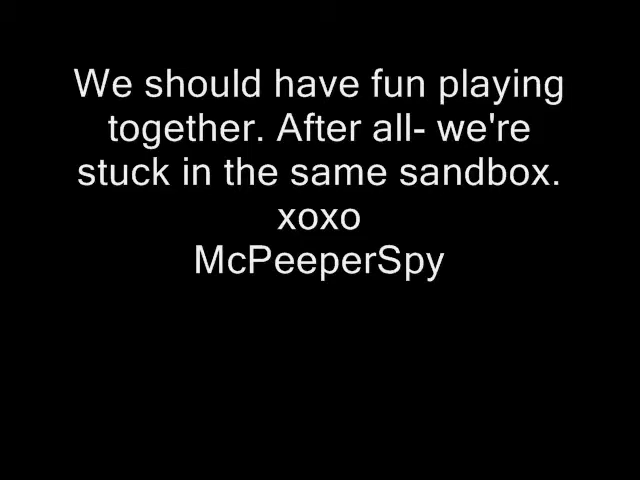 We should have fun playing
together. After all- we're
stuck in the same sandbox.
xoxo
McPeeperSpy